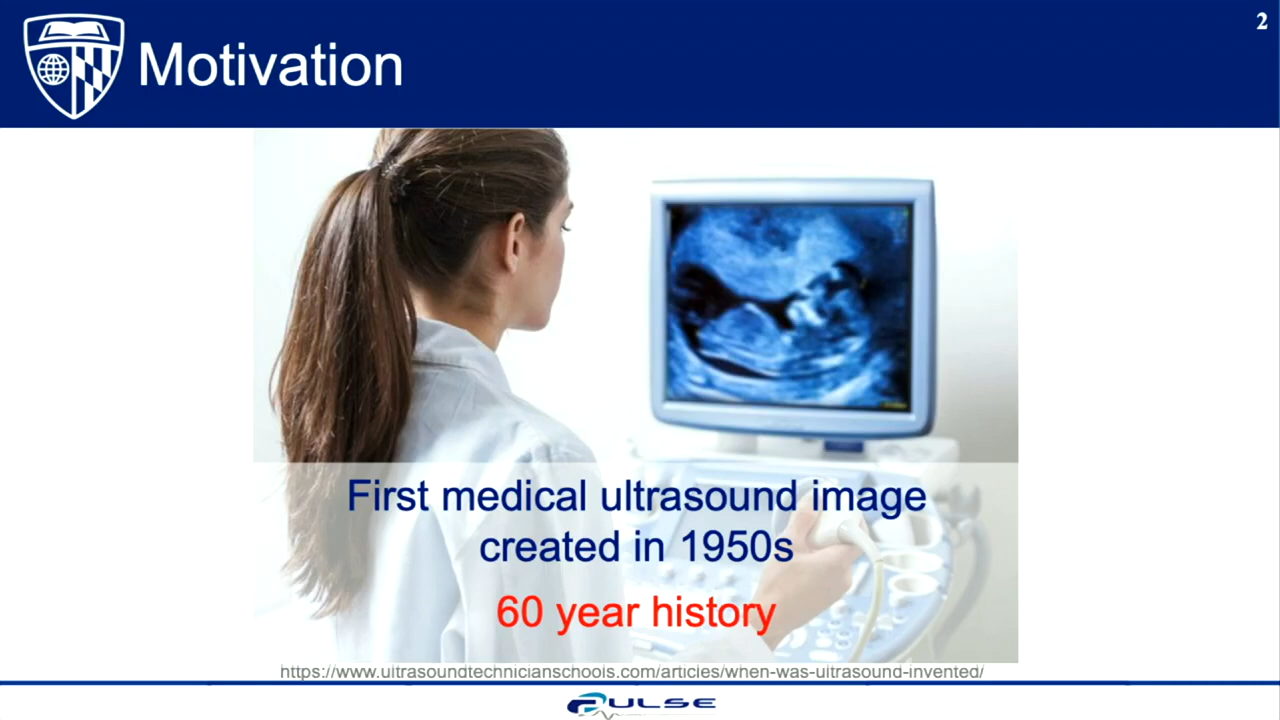 2
Motivation
First medical ultrasound image
created in 1950s
60 year history
https://www.ultrasoundtechnicianschools.com/articles/when-was-ultrasound-invented/
PULSE